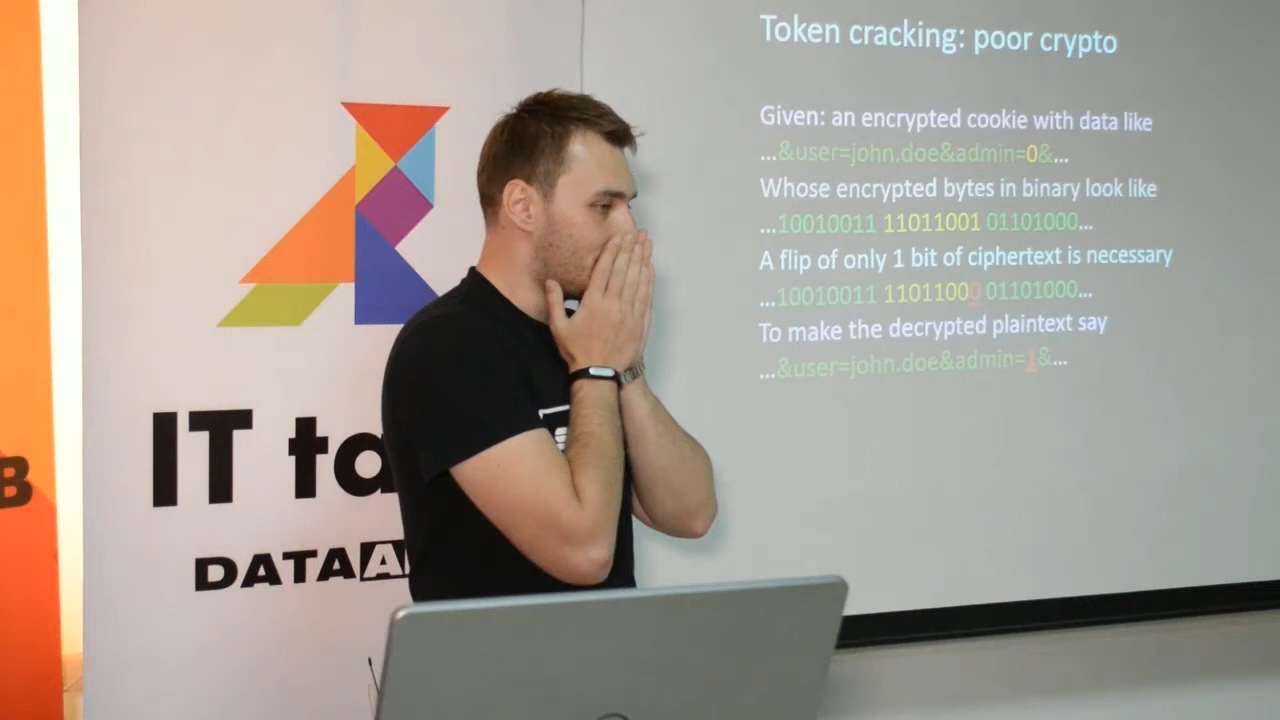 B
IT ta
DATAA
Token cracking: poor crypto
Given: an encrypted cookie with data like
...&user=john.doe&admin=0&...
Whose encrypted bytes in binary look like
...10010011 11011001 01101000...
A flip of only 1 bit of ciphertext is necessary
...10010011 11011000 01101000...
To make the decrypted plaintext say
...&user=john.doe&admin=1&...